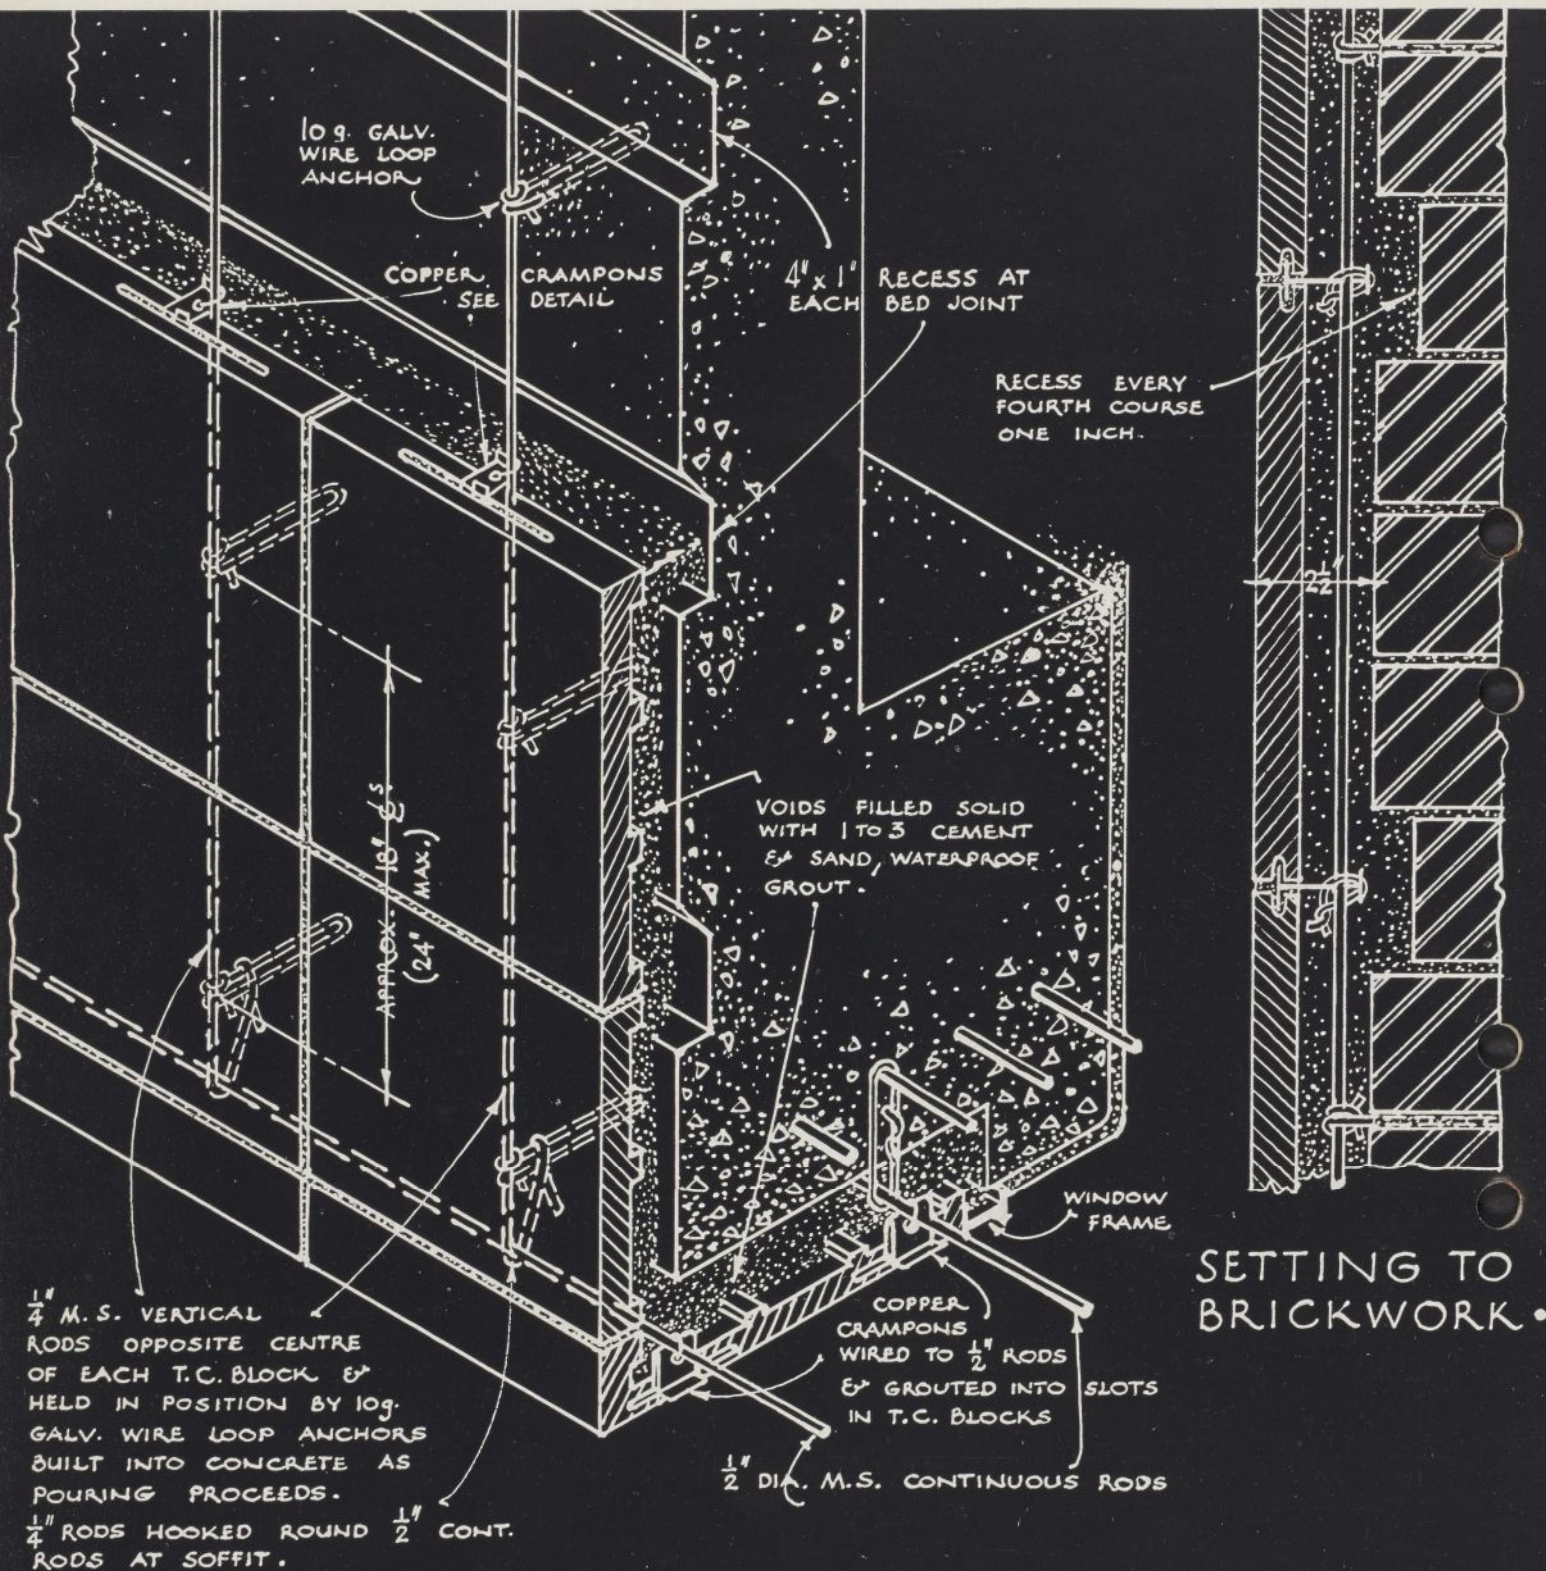 10 g. GALV.
WIRE LOOP
ANCHOR
COPPER CRAMPONS
SEE DETAIL
4" x 1" RECESS AT
EACH BED JOINT
RECESS EVERY
FOURTH COURSE
ONE INCH.
2½"
APPROX. 18" c/s
(24" MAX.)
VOIDS FILLED SOLID
WITH 1 TO 3 CEMENT
& SAND, WATERPROOF
GROUT.
WINDOW
FRAME
SETTING TO
BRICKWORK.
¼" M.S. VERTICAL
RODS OPPOSITE CENTRE
OF EACH T.C. BLOCK &
HELD IN POSITION BY 10g.
GALV. WIRE LOOP ANCHORS
BUILT INTO CONCRETE AS
POURING PROCEEDS.
¼" RODS HOOKED ROUND ½" CONT.
RODS AT SOFFIT.
COPPER
CRAMPONS
WIRED TO ½" RODS
& GROUTED INTO SLOTS
IN T.C. BLOCKS
½" DIA. M.S. CONTINUOUS RODS